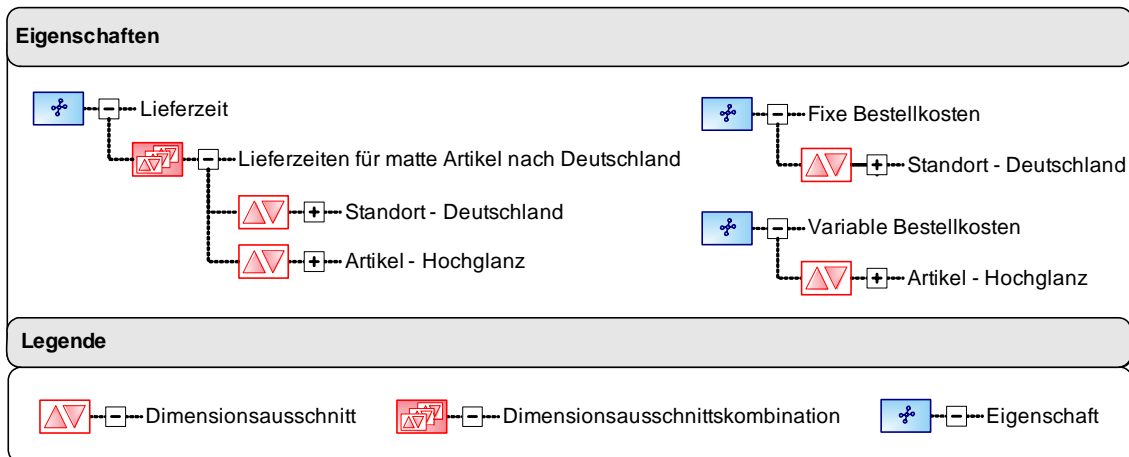 Eigenschaften
Lieferzeit
Lieferzeiten für matte Artikel nach Deutschland
Standort - Deutschland
Artikel - Hochglanz
Fixe Bestellkosten
Standort - Deutschland
Variable Bestellkosten
Artikel - Hochglanz
Legende
Dimensionsausschnitt
Dimensionsausschnittskombination
Eigenschaft